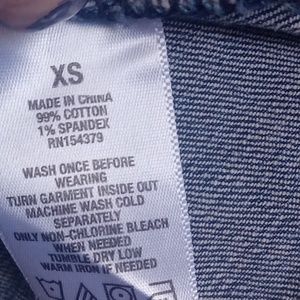 XS
MADE IN CHINA
99% COTTON
1% SPANDEX
RN154379
WASH ONCE BEFORE
WEARING
TURN GARMENT INSIDE OUT
MACHINE WASH COLD
SEPARATELY
ONLY NON-CHLORINE BLEACH
WHEN NEEDED
TUMBLE DRY LOW
WARM IRON IF NEEDED